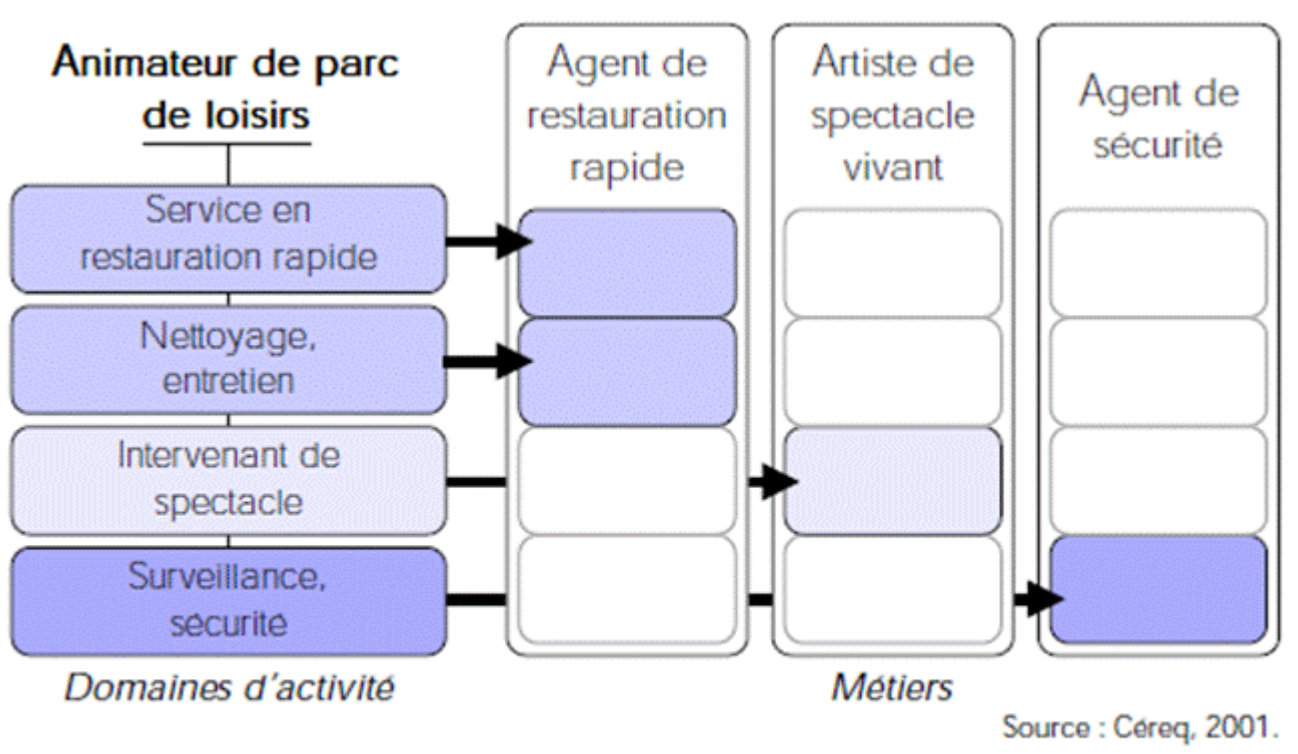 Animateur de parc
de loisirs
Agent de
restauration
rapide
Artiste de
spectacle
vivant
Agent de
sécurité
Service en
restauration rapide
Nettoyage,
entretien
Intervenant de
spectacle
Surveillance,
sécurité
Domaines d'activité
Métiers
Source : Céreq, 2001.